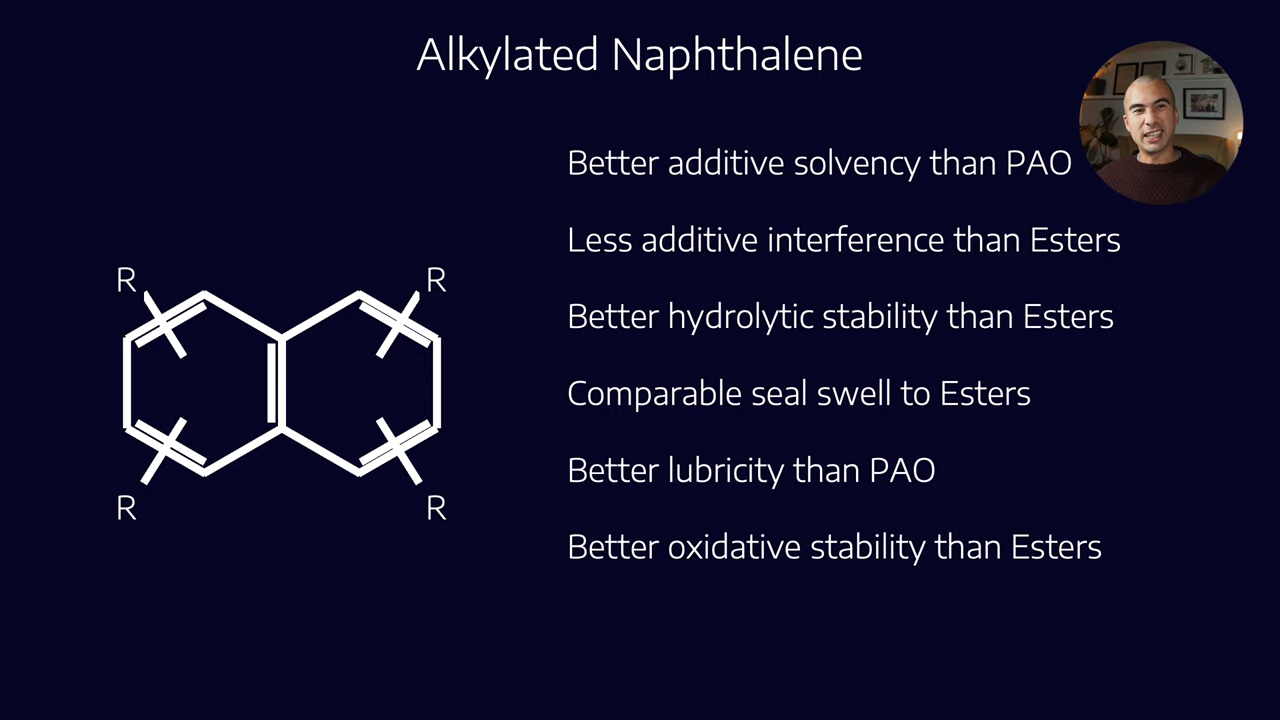 Alkylated Naphthalene
Better additive solvency than PAO
Less additive interference than Esters
Better hydrolytic stability than Esters
Comparable seal swell to Esters
Better lubricity than PAO
Better oxidative stability than Esters
R
R
R
R